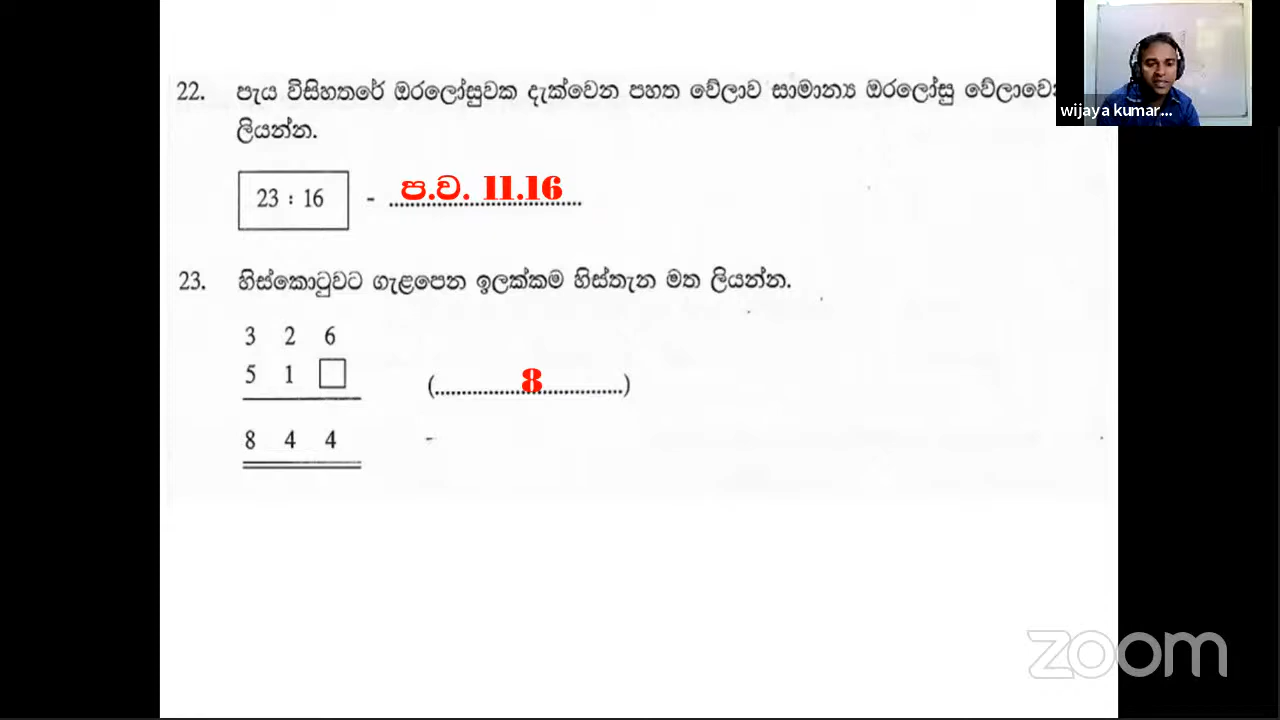 22. පැය විසිහතරේ ඔරලෝසුවක දැක්වෙන පහත වේලාව සාමාන්‍ය ඔරලෝසු
ලියන්න.
wijaya kumar...
23 : 16 - ප.ව. 11.16
23. හිස්කොටුවට ගැළපෙන ඉලක්කම හිස්තැන මත ලියන්න.
3 2 6
5 1 □ (........8........)
8 4 4
zoom